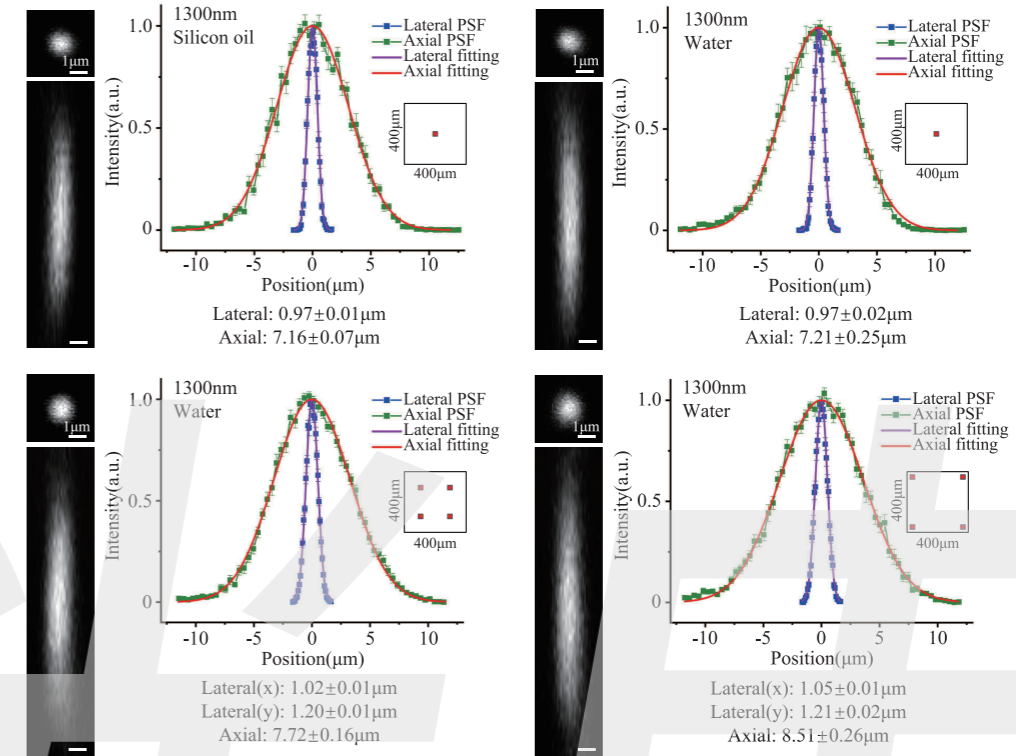 1300nm
Silicon oil
Lateral PSF
Axial PSF
Lateral fitting
Axial fitting
1μm
Intensity(a.u.)
1.0
0.5
0
400μm
400μm
-10 -5 0 5 10
Position(μm)
Lateral: 0.97±0.01μm
Axial: 7.16±0.07μm
1300nm
Water
Lateral PSF
Axial PSF
Lateral fitting
Axial fitting
1μm
Intensity(a.u.)
1.0
0.5
0
400μm
400μm
-10 -5 0 5 10
Position(μm)
Lateral: 0.97±0.02μm
Axial: 7.21±0.25μm
1300nm
Water
Lateral PSF
Axial PSF
Lateral fitting
Axial fitting
1μm
Intensity(a.u.)
1.0
0.5
0
400μm
400μm
-10 -5 0 5 10
Position(μm)
Lateral(x): 1.02±0.01μm
Lateral(y): 1.20±0.01μm
Axial: 7.72±0.16μm
1300nm
Water
Lateral PSF
Axial PSF
Lateral fitting
Axial fitting
1μm
Intensity(a.u.)
1.0
0.5
0
400μm
400μm
-10 -5 0 5 10
Position(μm)
Lateral(x): 1.05±0.01μm
Lateral(y): 1.21±0.02μm
Axial: 8.51±0.26μm